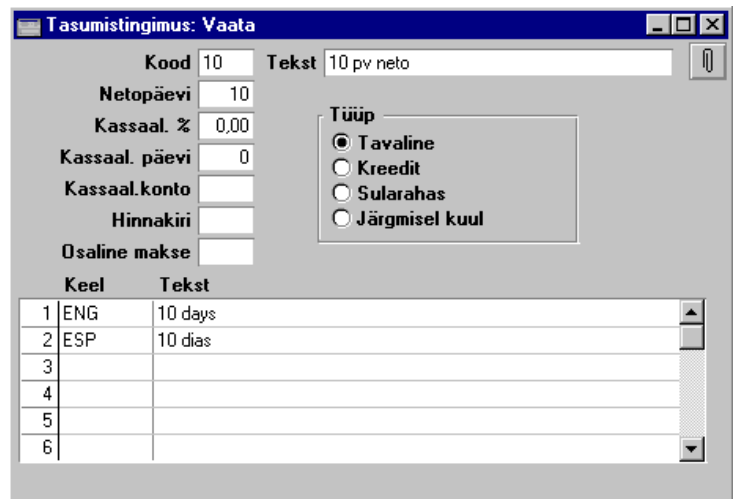 Tasumistingimus: Vaata
Kood 10 Tekst 10 pv neto
Netopäevi 10
Kassaal. % 0,00
Kassaal. päevi 0
Kassaal.konto
Hinnakiri
Osaline makse
Tüüp
Tavaline
Kreedit
Sularahas
Järgmisel kuul
Keel Tekst
1 ENG 10 days
2 ESP 10 dias
3
4
5
6